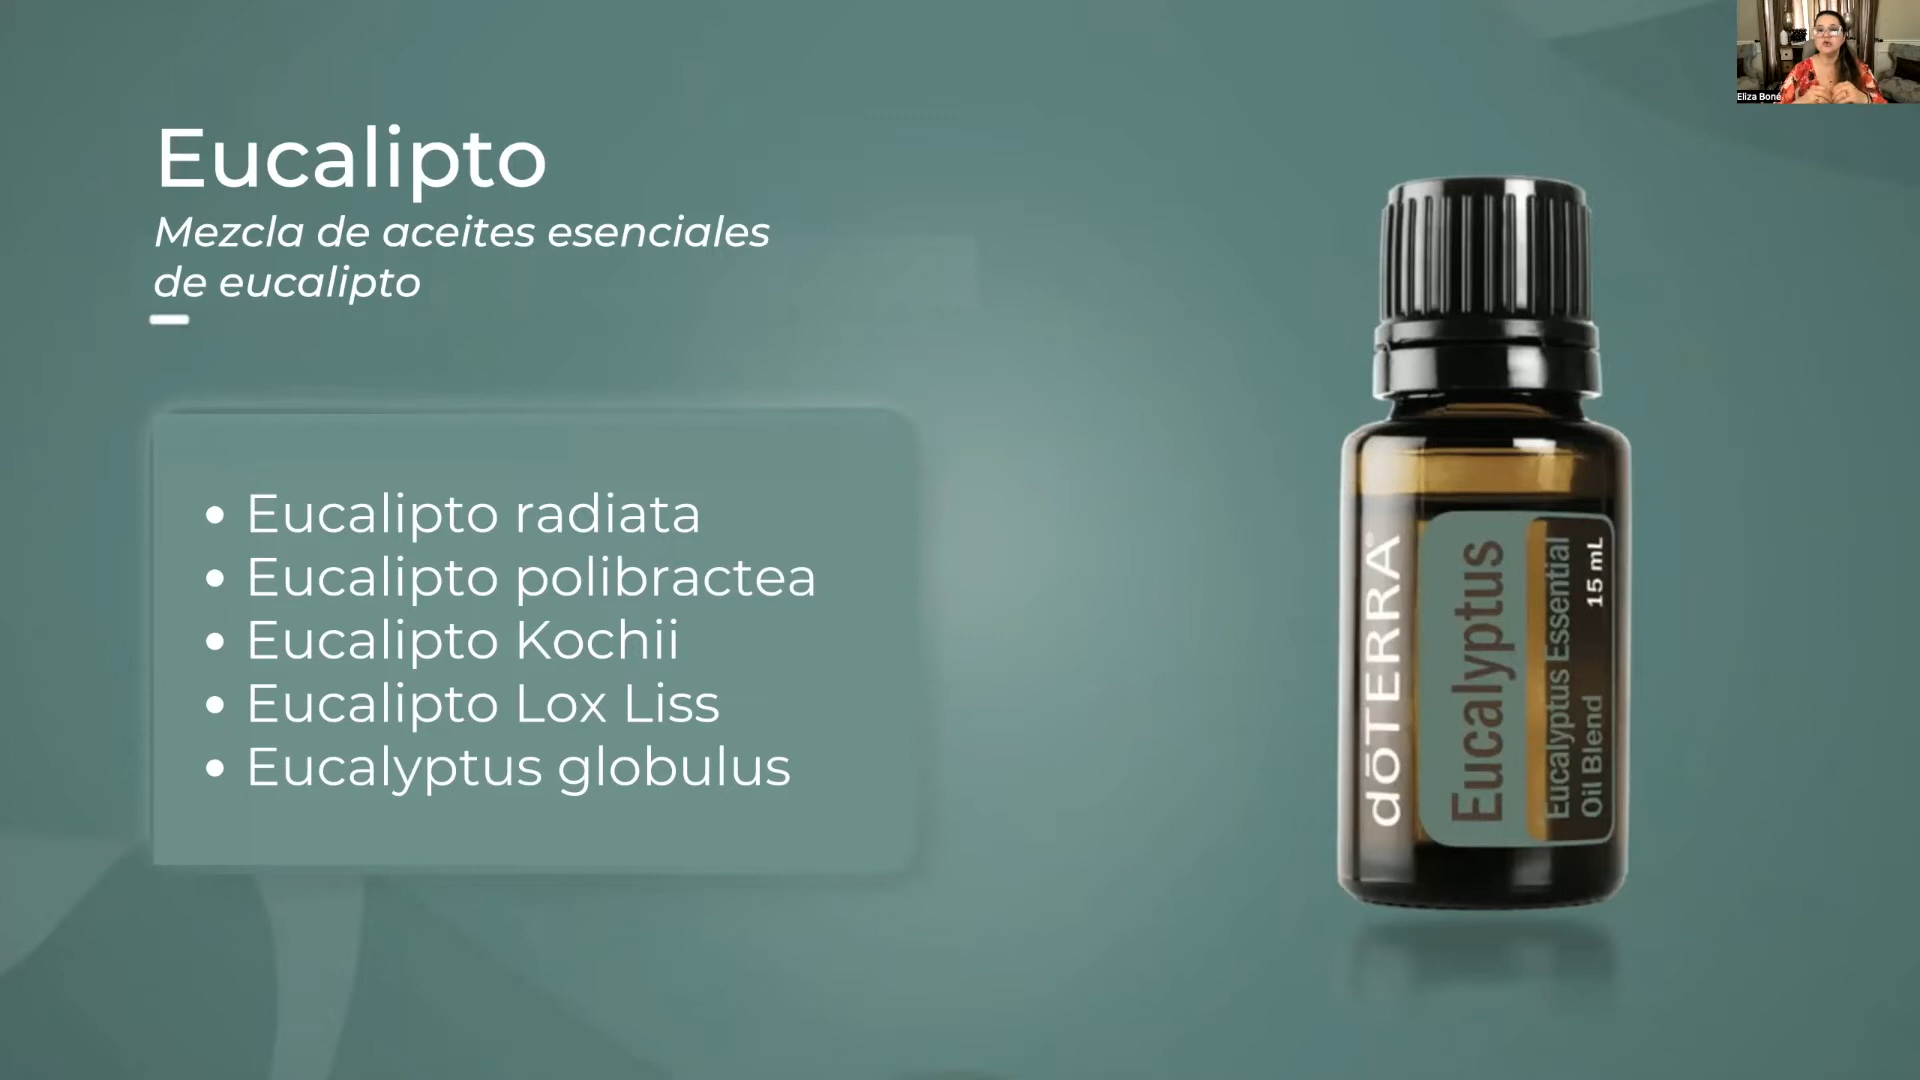 Eliza Boné
Eucalipto
Mezcla de aceites esenciales
de eucalipto
• Eucalipto radiata
• Eucalipto polibractea
• Eucalipto Kochii
• Eucalipto Lox Liss
• Eucalyptus globulus
dōTERRA®
Eucalyptus
Eucalyptus Essential
Oil Blend
15 mL